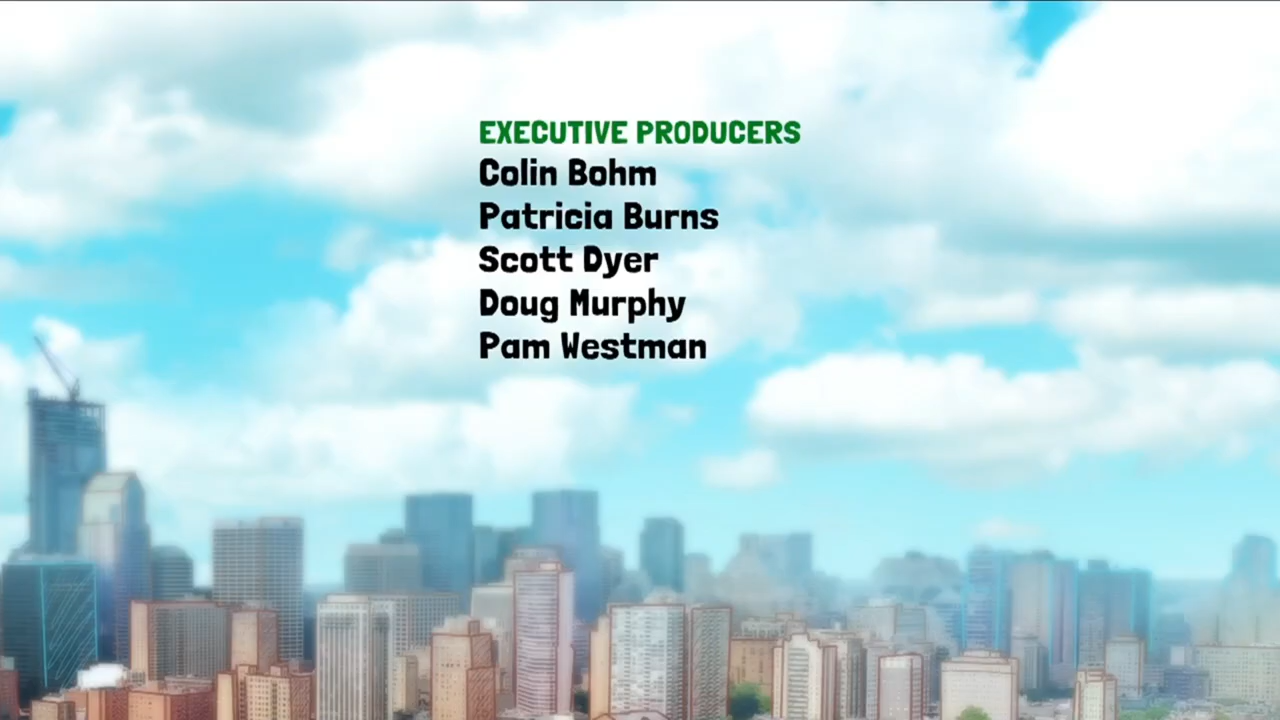 EXECUTIVE PRODUCERS
Colin Bohm
Patricia Burns
Scott Dyer
Doug Murphy
Pam Westman